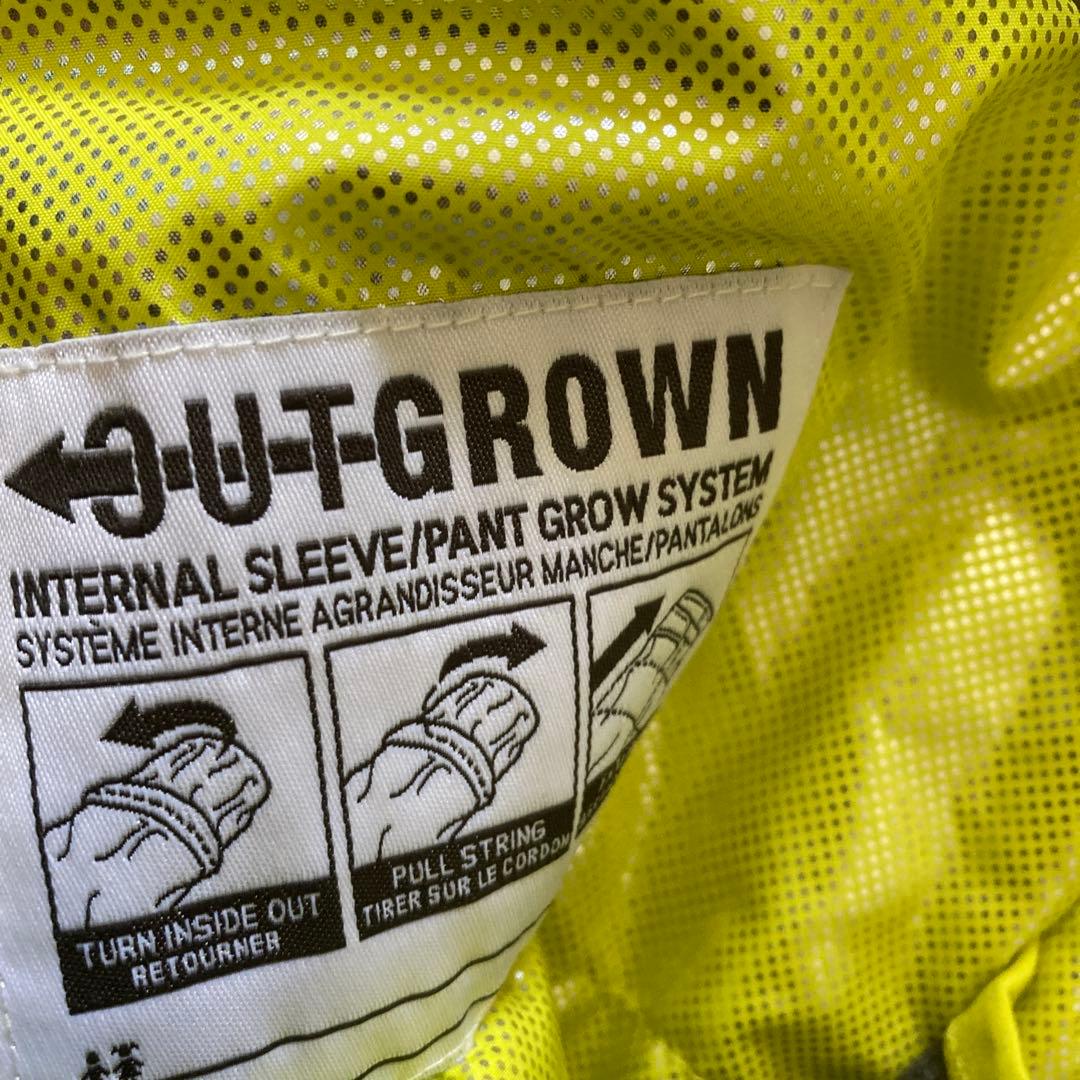 OUTGROWN
INTERNAL SLEEVE/PANT GROW SYSTEM
SYSTÈME INTERNE AGRANDISSEUR MANCHE/PANTALONS
TURN INSIDE OUT
RETOURNER
PULL STRING
TIRER SUR LE CORDON